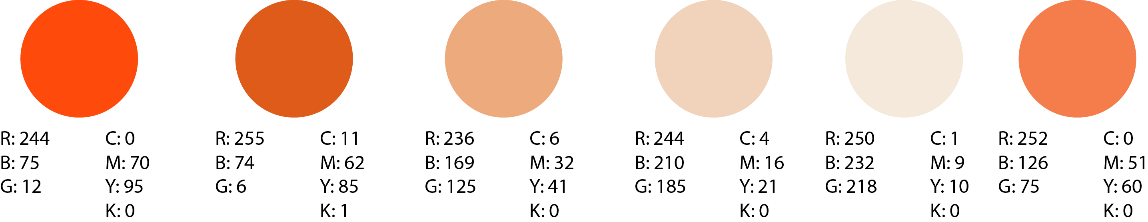 R: 244 C: 0
B: 75 M: 70
G: 12 Y: 95
K: 0
R: 255 C: 11
B: 74 M: 62
G: 6 Y: 85
K: 1
R: 236 C: 6
B: 169 M: 32
G: 125 Y: 41
K: 0
R: 244 C: 4
B: 210 M: 16
G: 185 Y: 21
K: 0
R: 250 C: 1
B: 232 M: 9
G: 218 Y: 10
K: 0
R: 252 C: 0
B: 126 M: 51
G: 75 Y: 60
K: 0